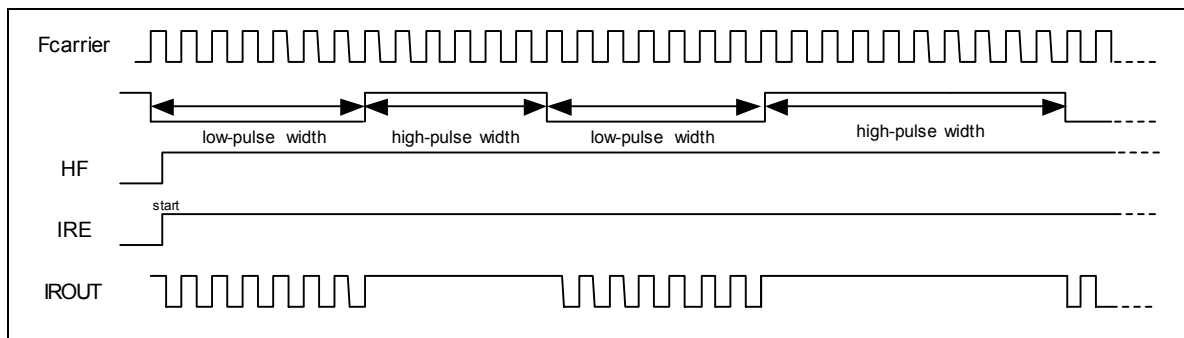 Fcarrier
low-pulse width
high-pulse width
low-pulse width
high-pulse width
HF
start
IRE
IROUT